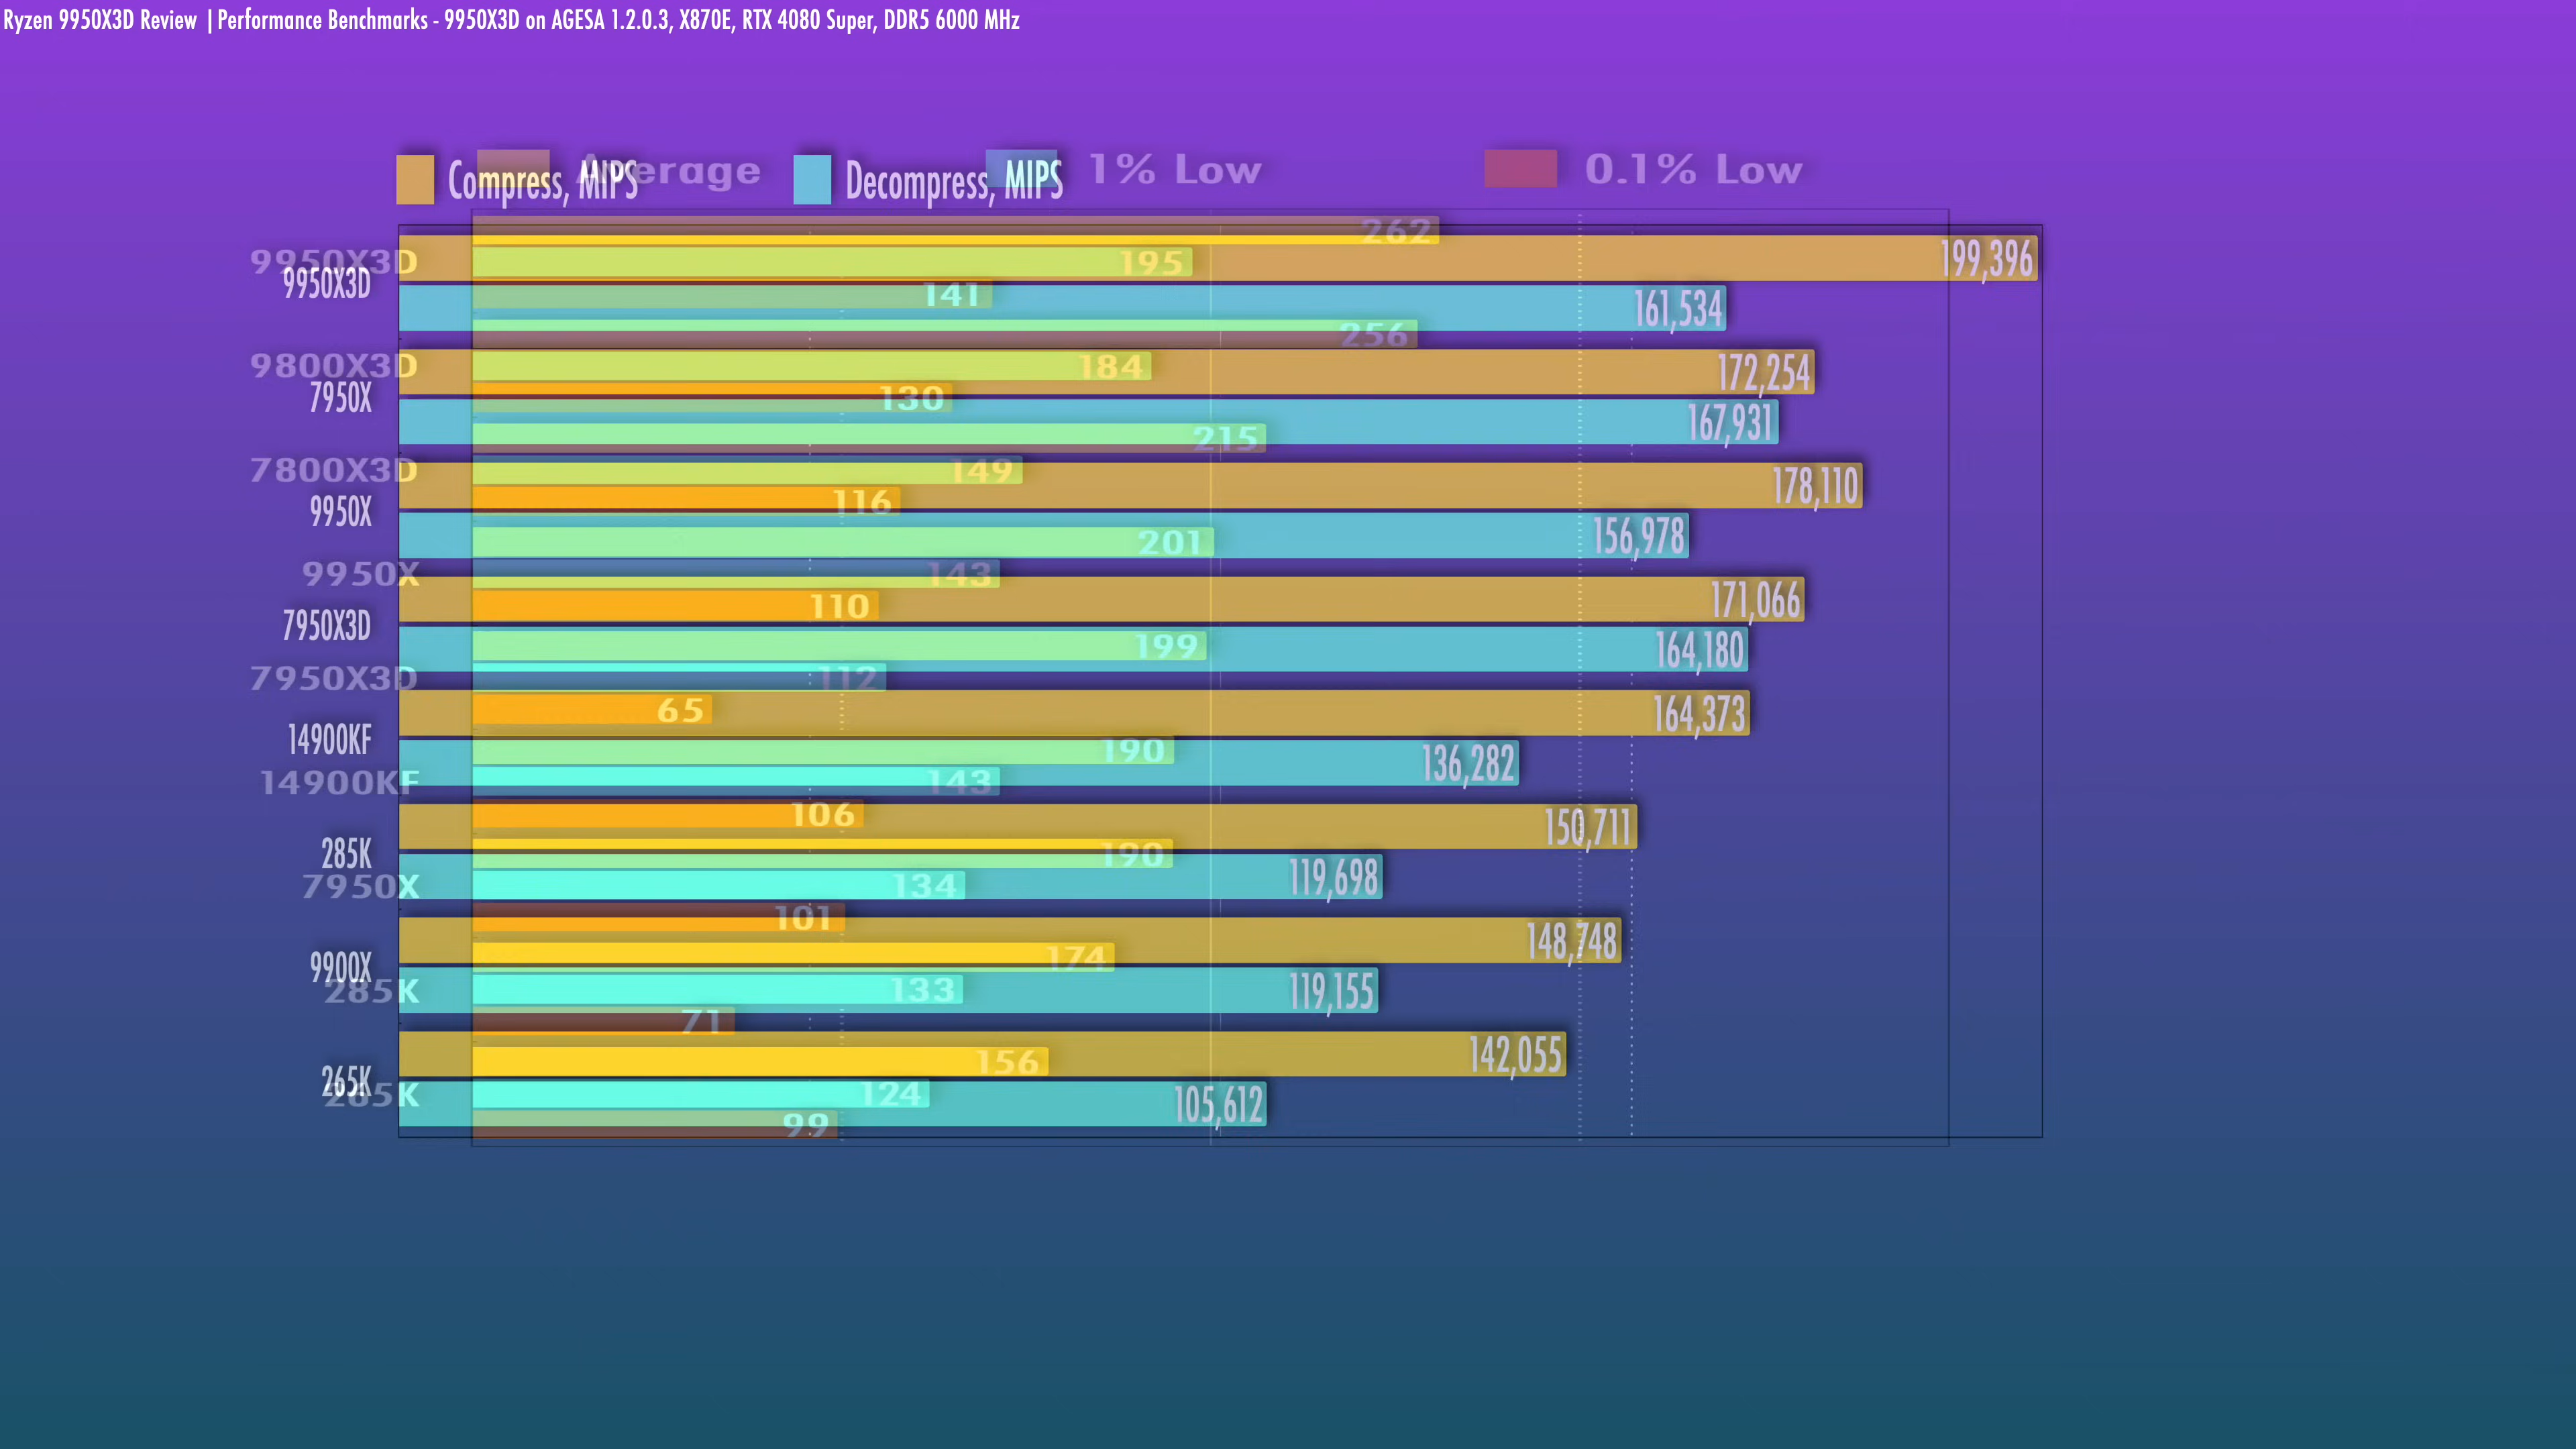 Ryzen 9950X3D Review | Performance Benchmarks - 9950X3D on AGESA 1.2.0.3, X870E, RTX 4080 Super, DDR5 6000 MHz
Average 1% Low 0.1% Low
Compress, MIPS Decompress, MIPS
262
9950X3D 195
199,396
9950X3D
141
161,534
256
9800X3D 184
172,254
7950X
130
167,931
215
7800X3D 149
178,110
116
9950X
156,978
201
9950X 143
171,066
110
7950X3D
199
164,180
7950X3D 112
65
164,373
14900KF
190
136,282
14900KF 143
106
150,711
285K
190
119,698
7950X 134
101
148,748
174
9900X
285K 133
119,155
71
142,055
156
265K
265K 124
105,612
99